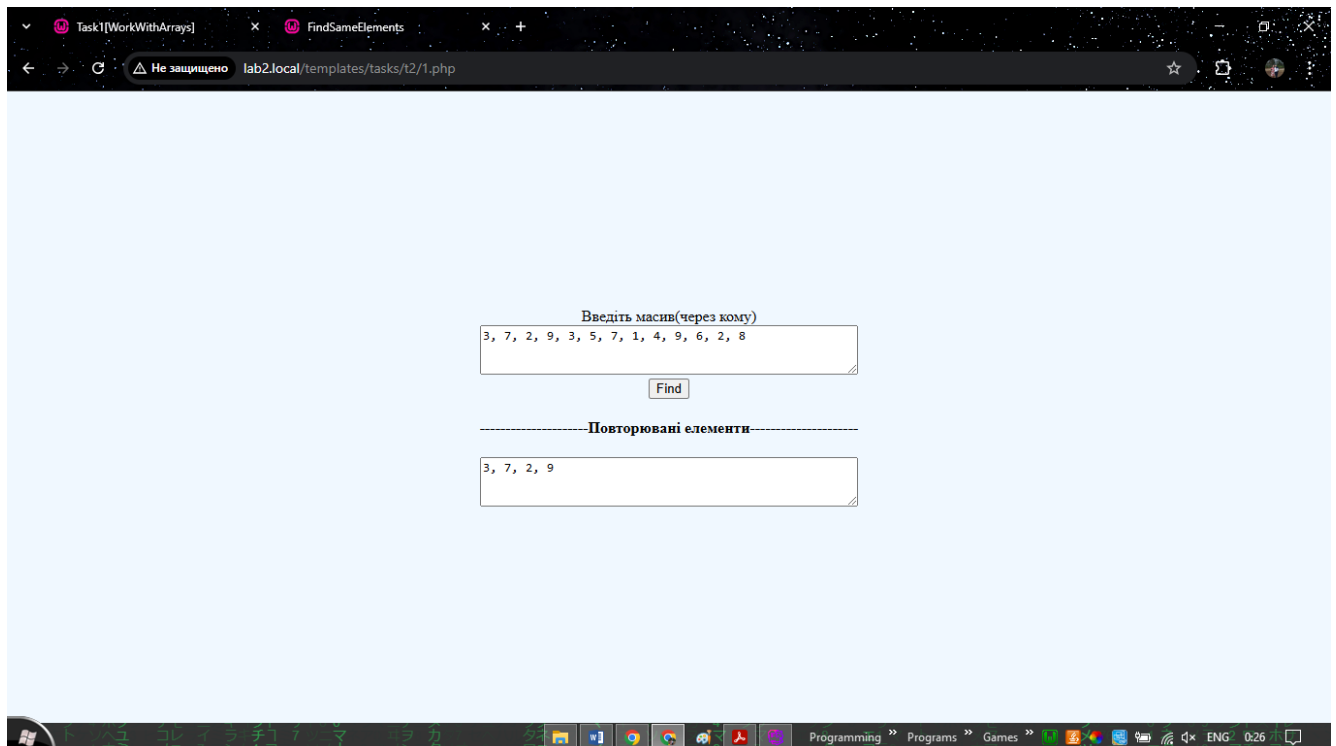 Task1[WorkWithArrays]
FindSameElements
Не защищено lab2.local/templates/tasks/t2/1.php
Введіть масив(через кому)
3, 7, 2, 9, 3, 5, 7, 1, 4, 9, 6, 2, 8
Find
---------------------Повторювані елементи---------------------
3, 7, 2, 9
Programming » Programs » Games » ENG 0:26